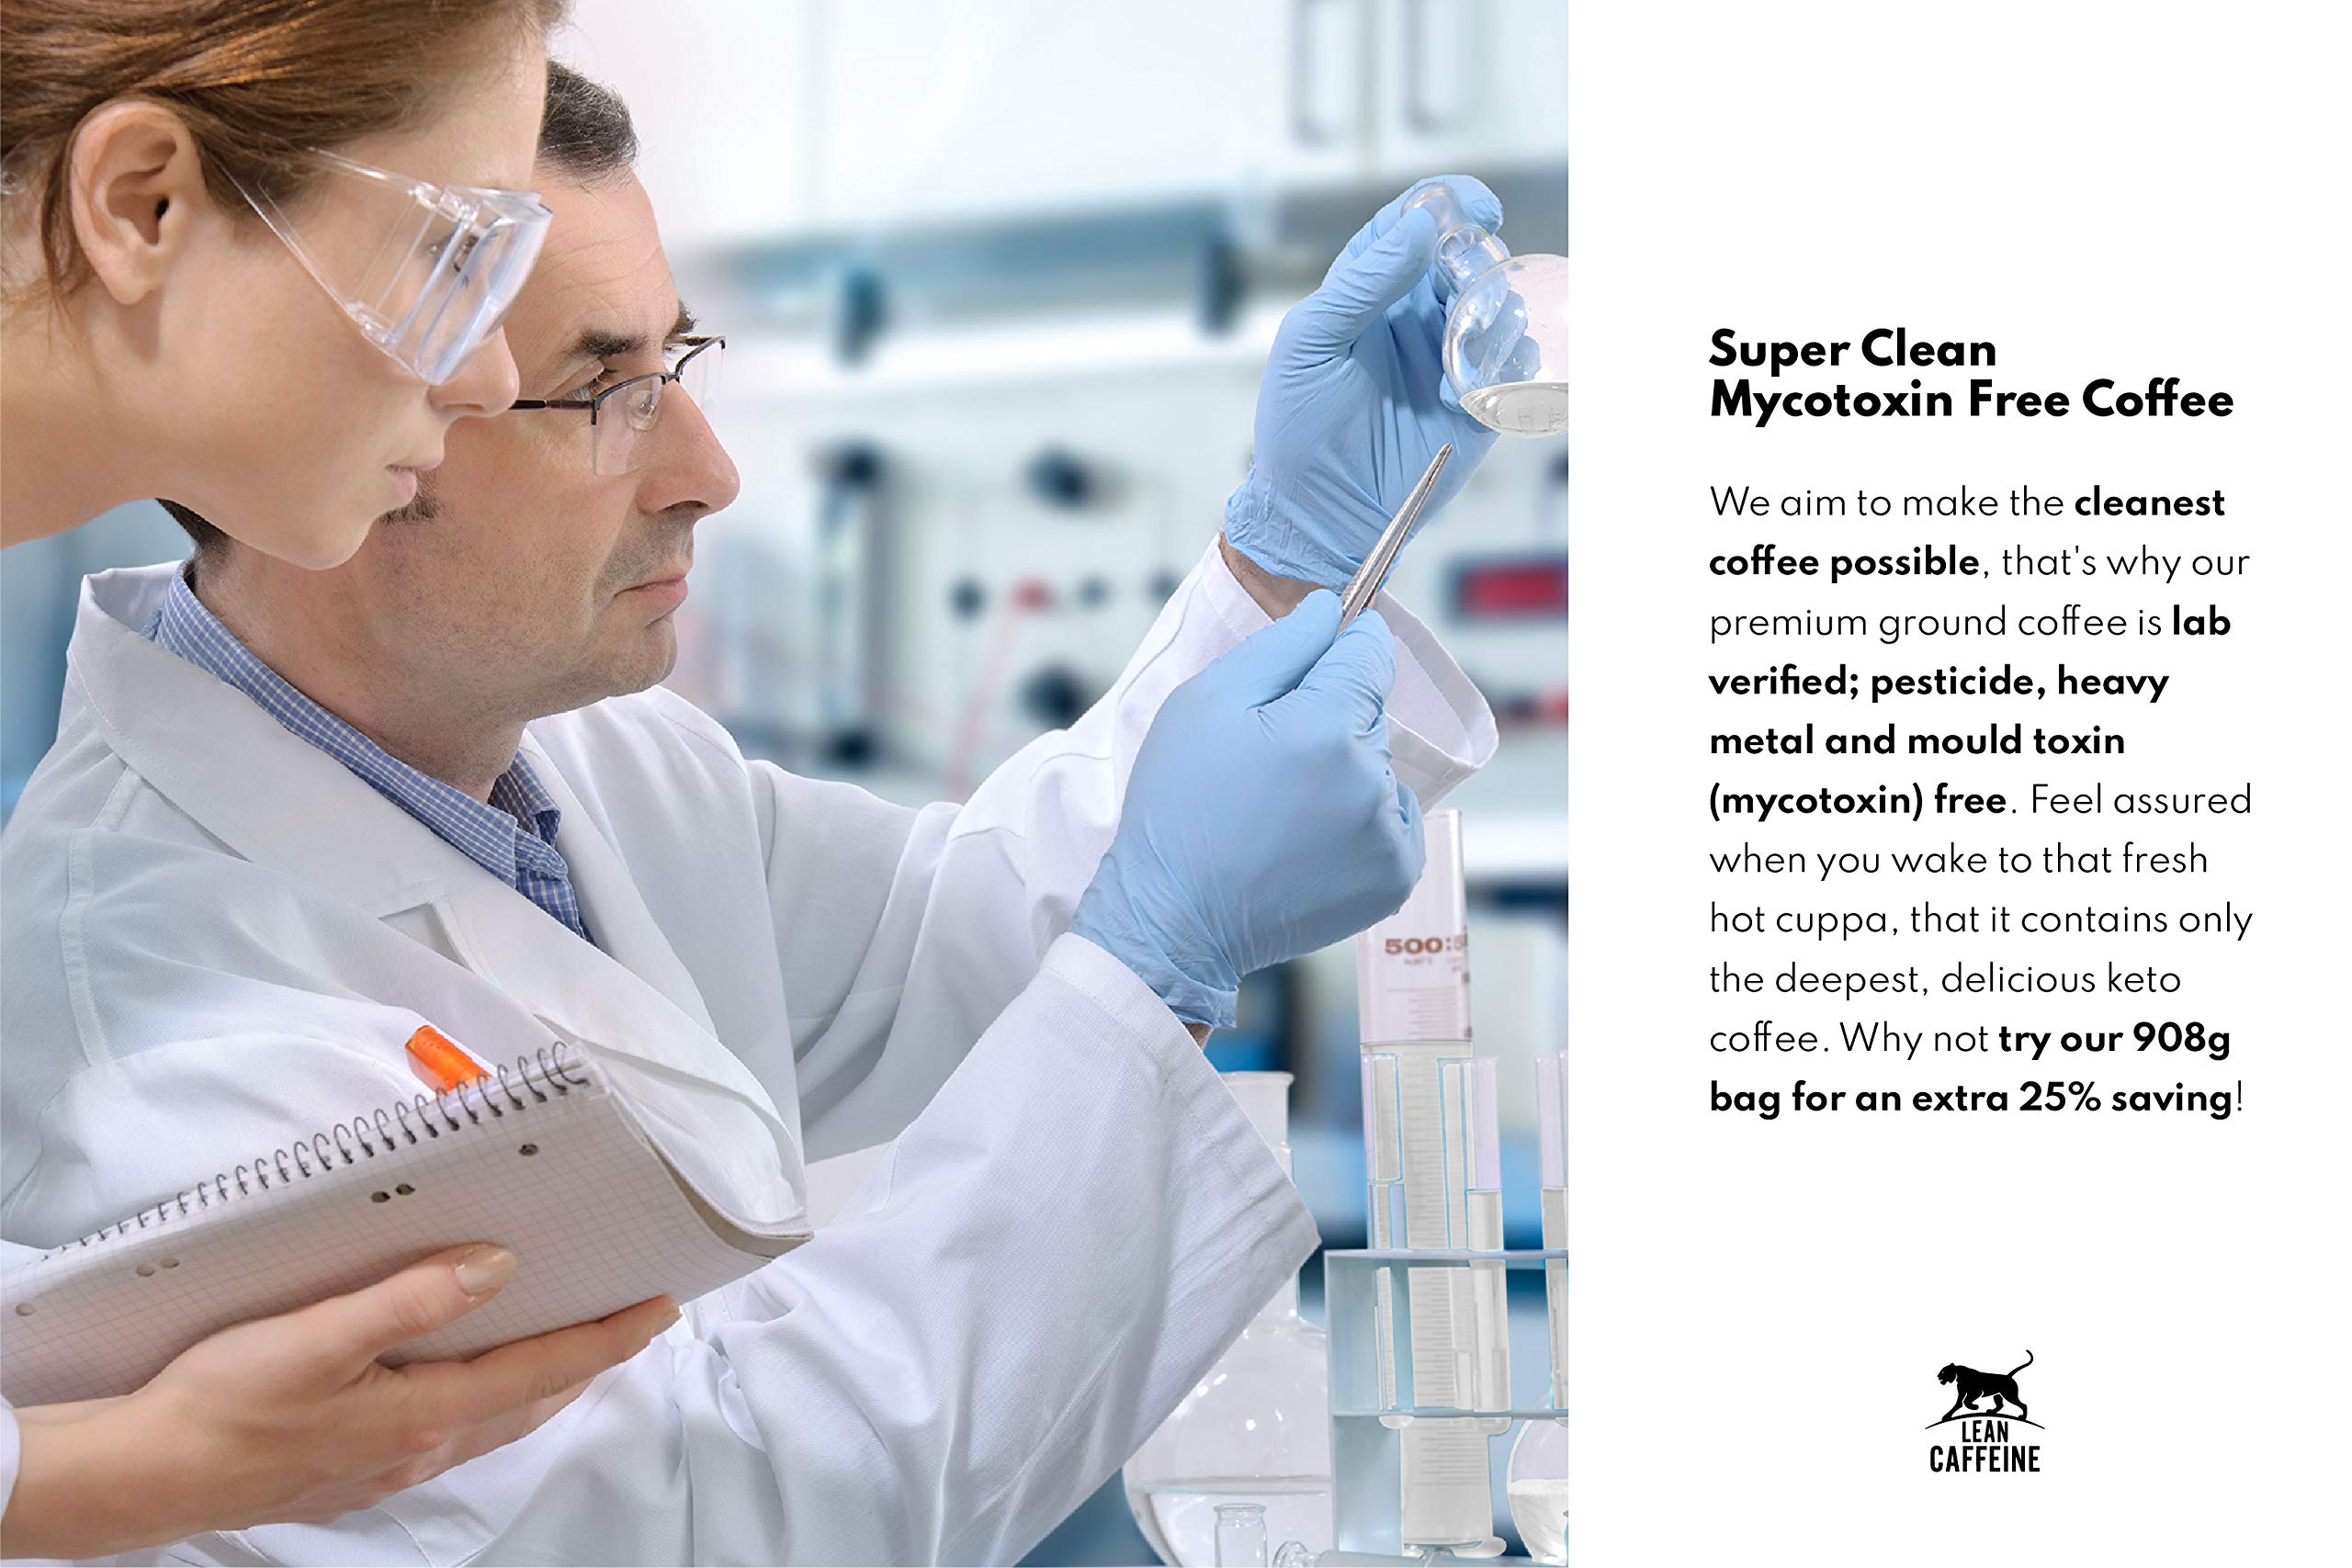 Super Clean
Mycotoxin Free Coffee
We aim to make the cleanest
coffee possible, that's why our
premium ground coffee is lab
verified; pesticide, heavy
metal and mould toxin
(mycotoxin) free. Feel assured
when you wake to that fresh
hot cuppa, that it contains only
the deepest, delicious keto
coffee. Why not try our 908g
bag for an extra 25% saving!
500:
LEAN
CAFFEINE